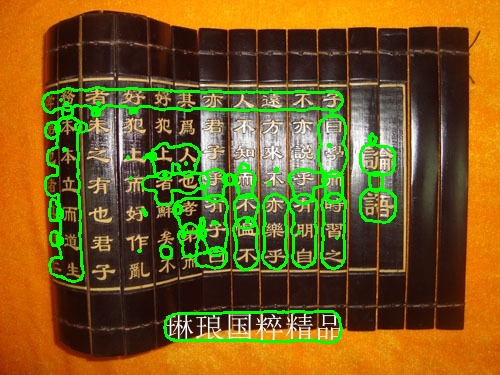 論語
子曰學而時習之
不亦說乎有朋自
遠方來不亦樂乎
人不知而不慍不
亦君子乎有子曰
其爲人也孝弟而
好犯上者鮮矣不
好犯上而好作亂
者未之有也君子
務本本立而道生
琳琅国粹精品